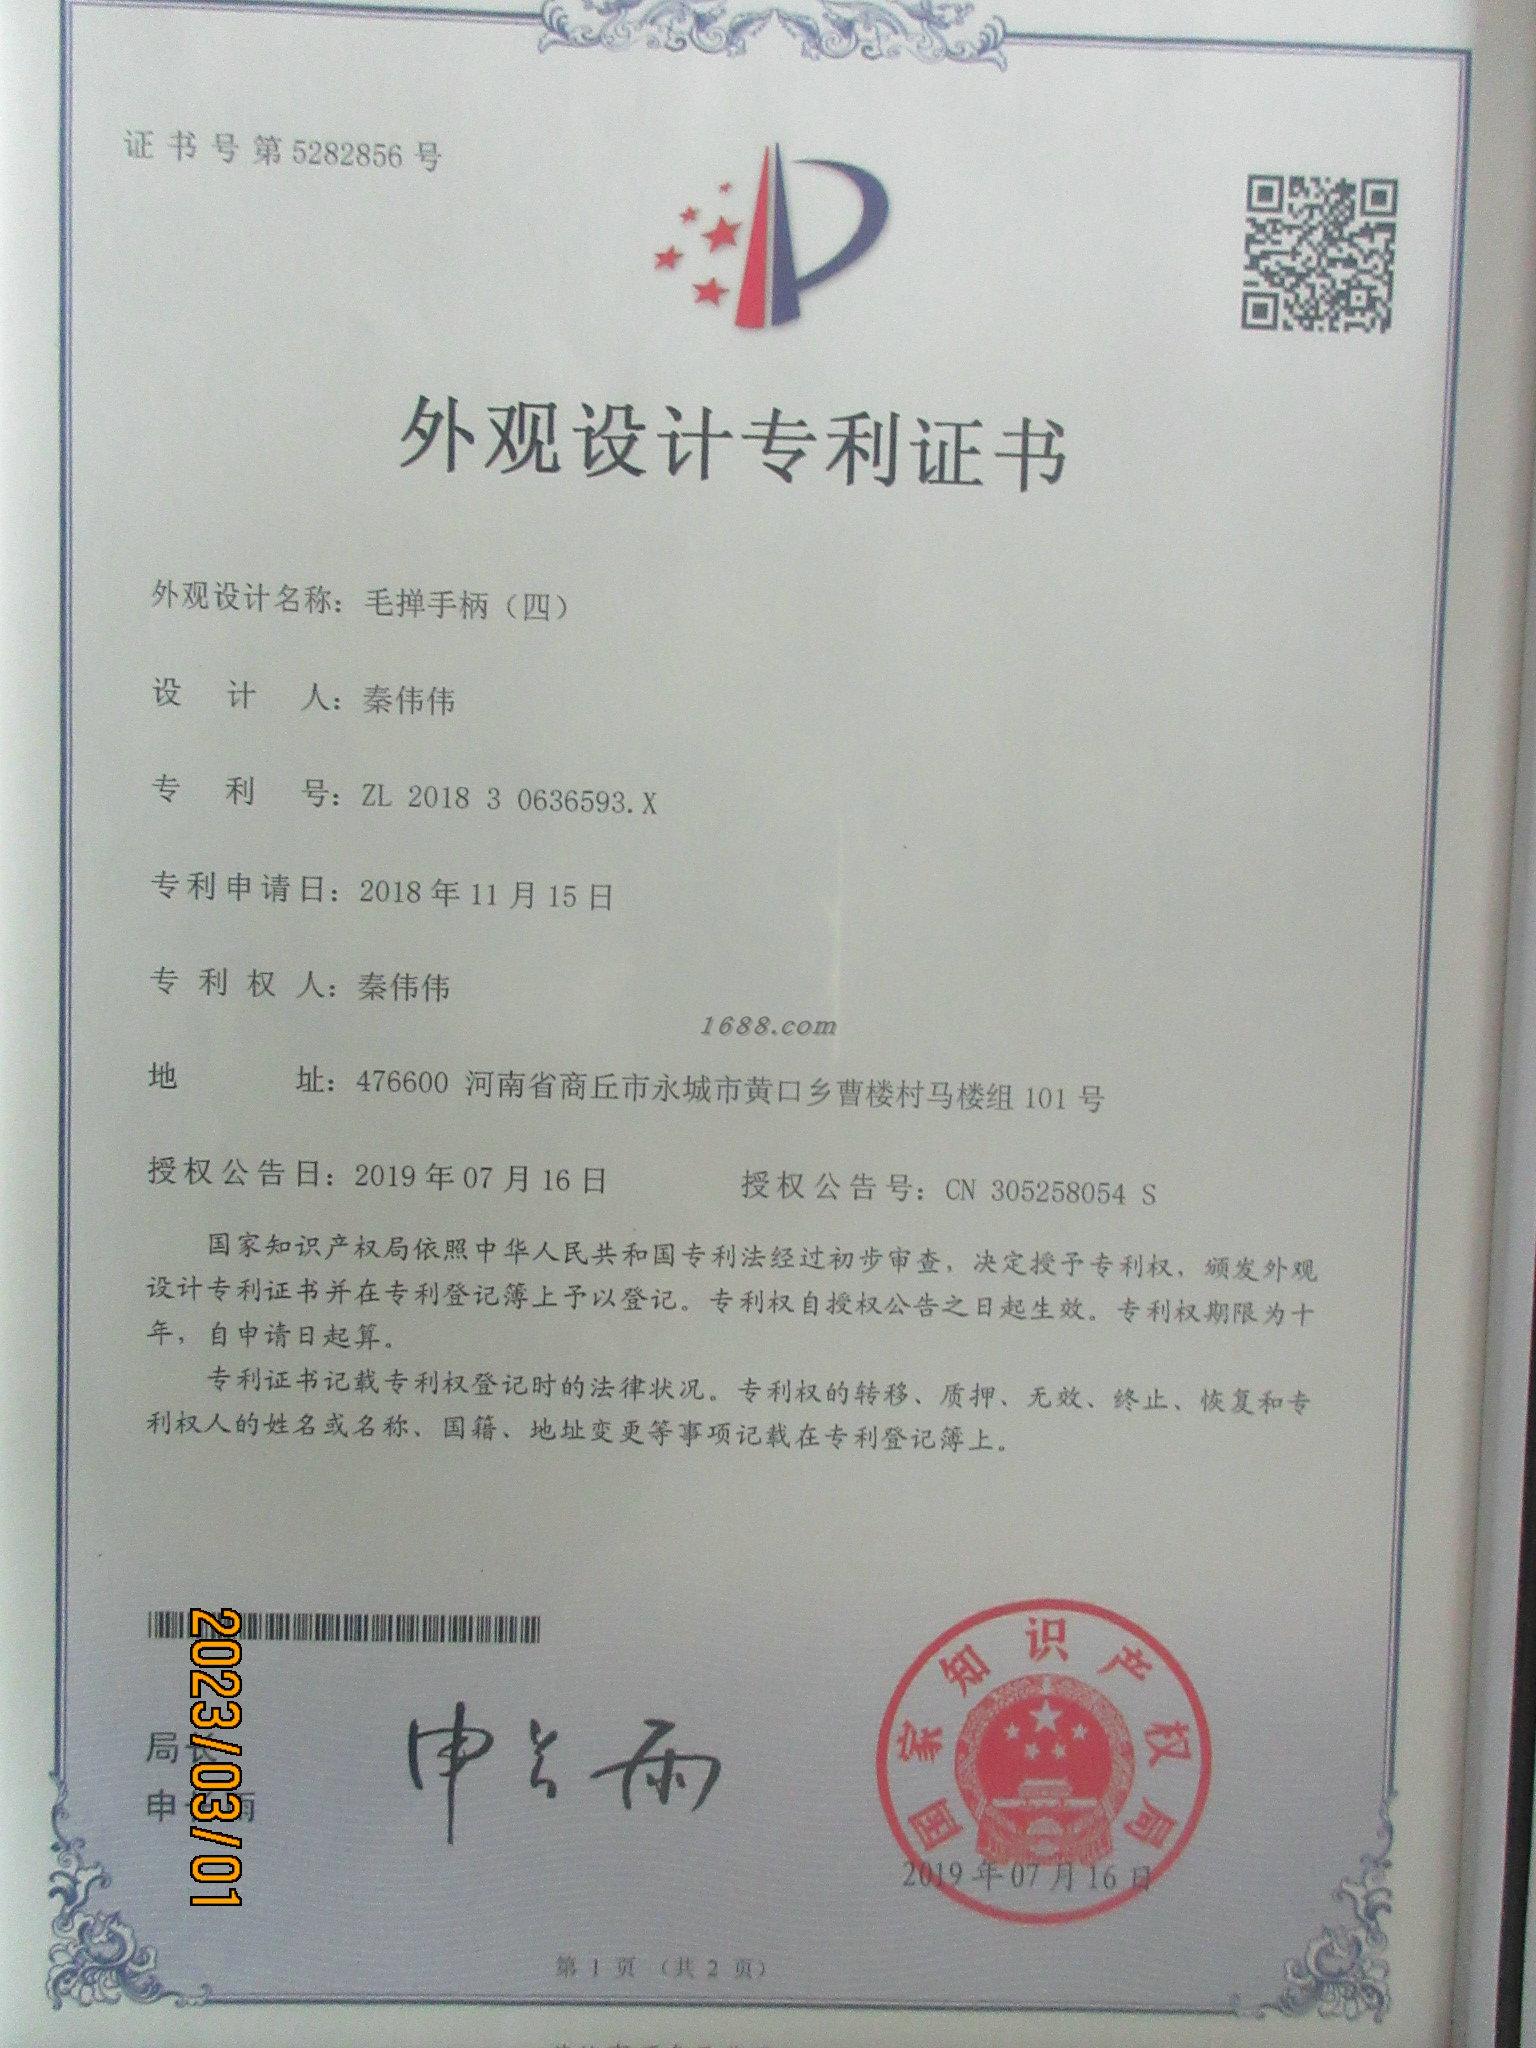 证书号第5282856号
外观设计专利证书
外观设计名称：毛掸手柄（四）
设计人：秦伟伟
专利号：ZL 2018 3 0636593.X
专利申请日：2018年11月15日
专利权人：秦伟伟
1688.com
地址：476600 河南省商丘市永城市黄口乡曹楼村马楼组101号
授权公告日：2019年07月16日 授权公告号：CN 305258054 S
国家知识产权局依照中华人民共和国专利法经过初步审查，决定授予专利权，颁发外观
设计专利证书并在专利登记簿上予以登记。专利权自授权公告之日起生效。专利权期限为十
年，自申请日起算。
专利证书记载专利权登记时的法律状况。专利权的转移、质押、无效、终止、恢复和专
利权人的姓名或名称、国籍、地址变更等事项记载在专利登记簿上。
局长
申长雨
申长雨
国家知识产权局
2019年07月16日
2023/03/01
第1页（共2页）